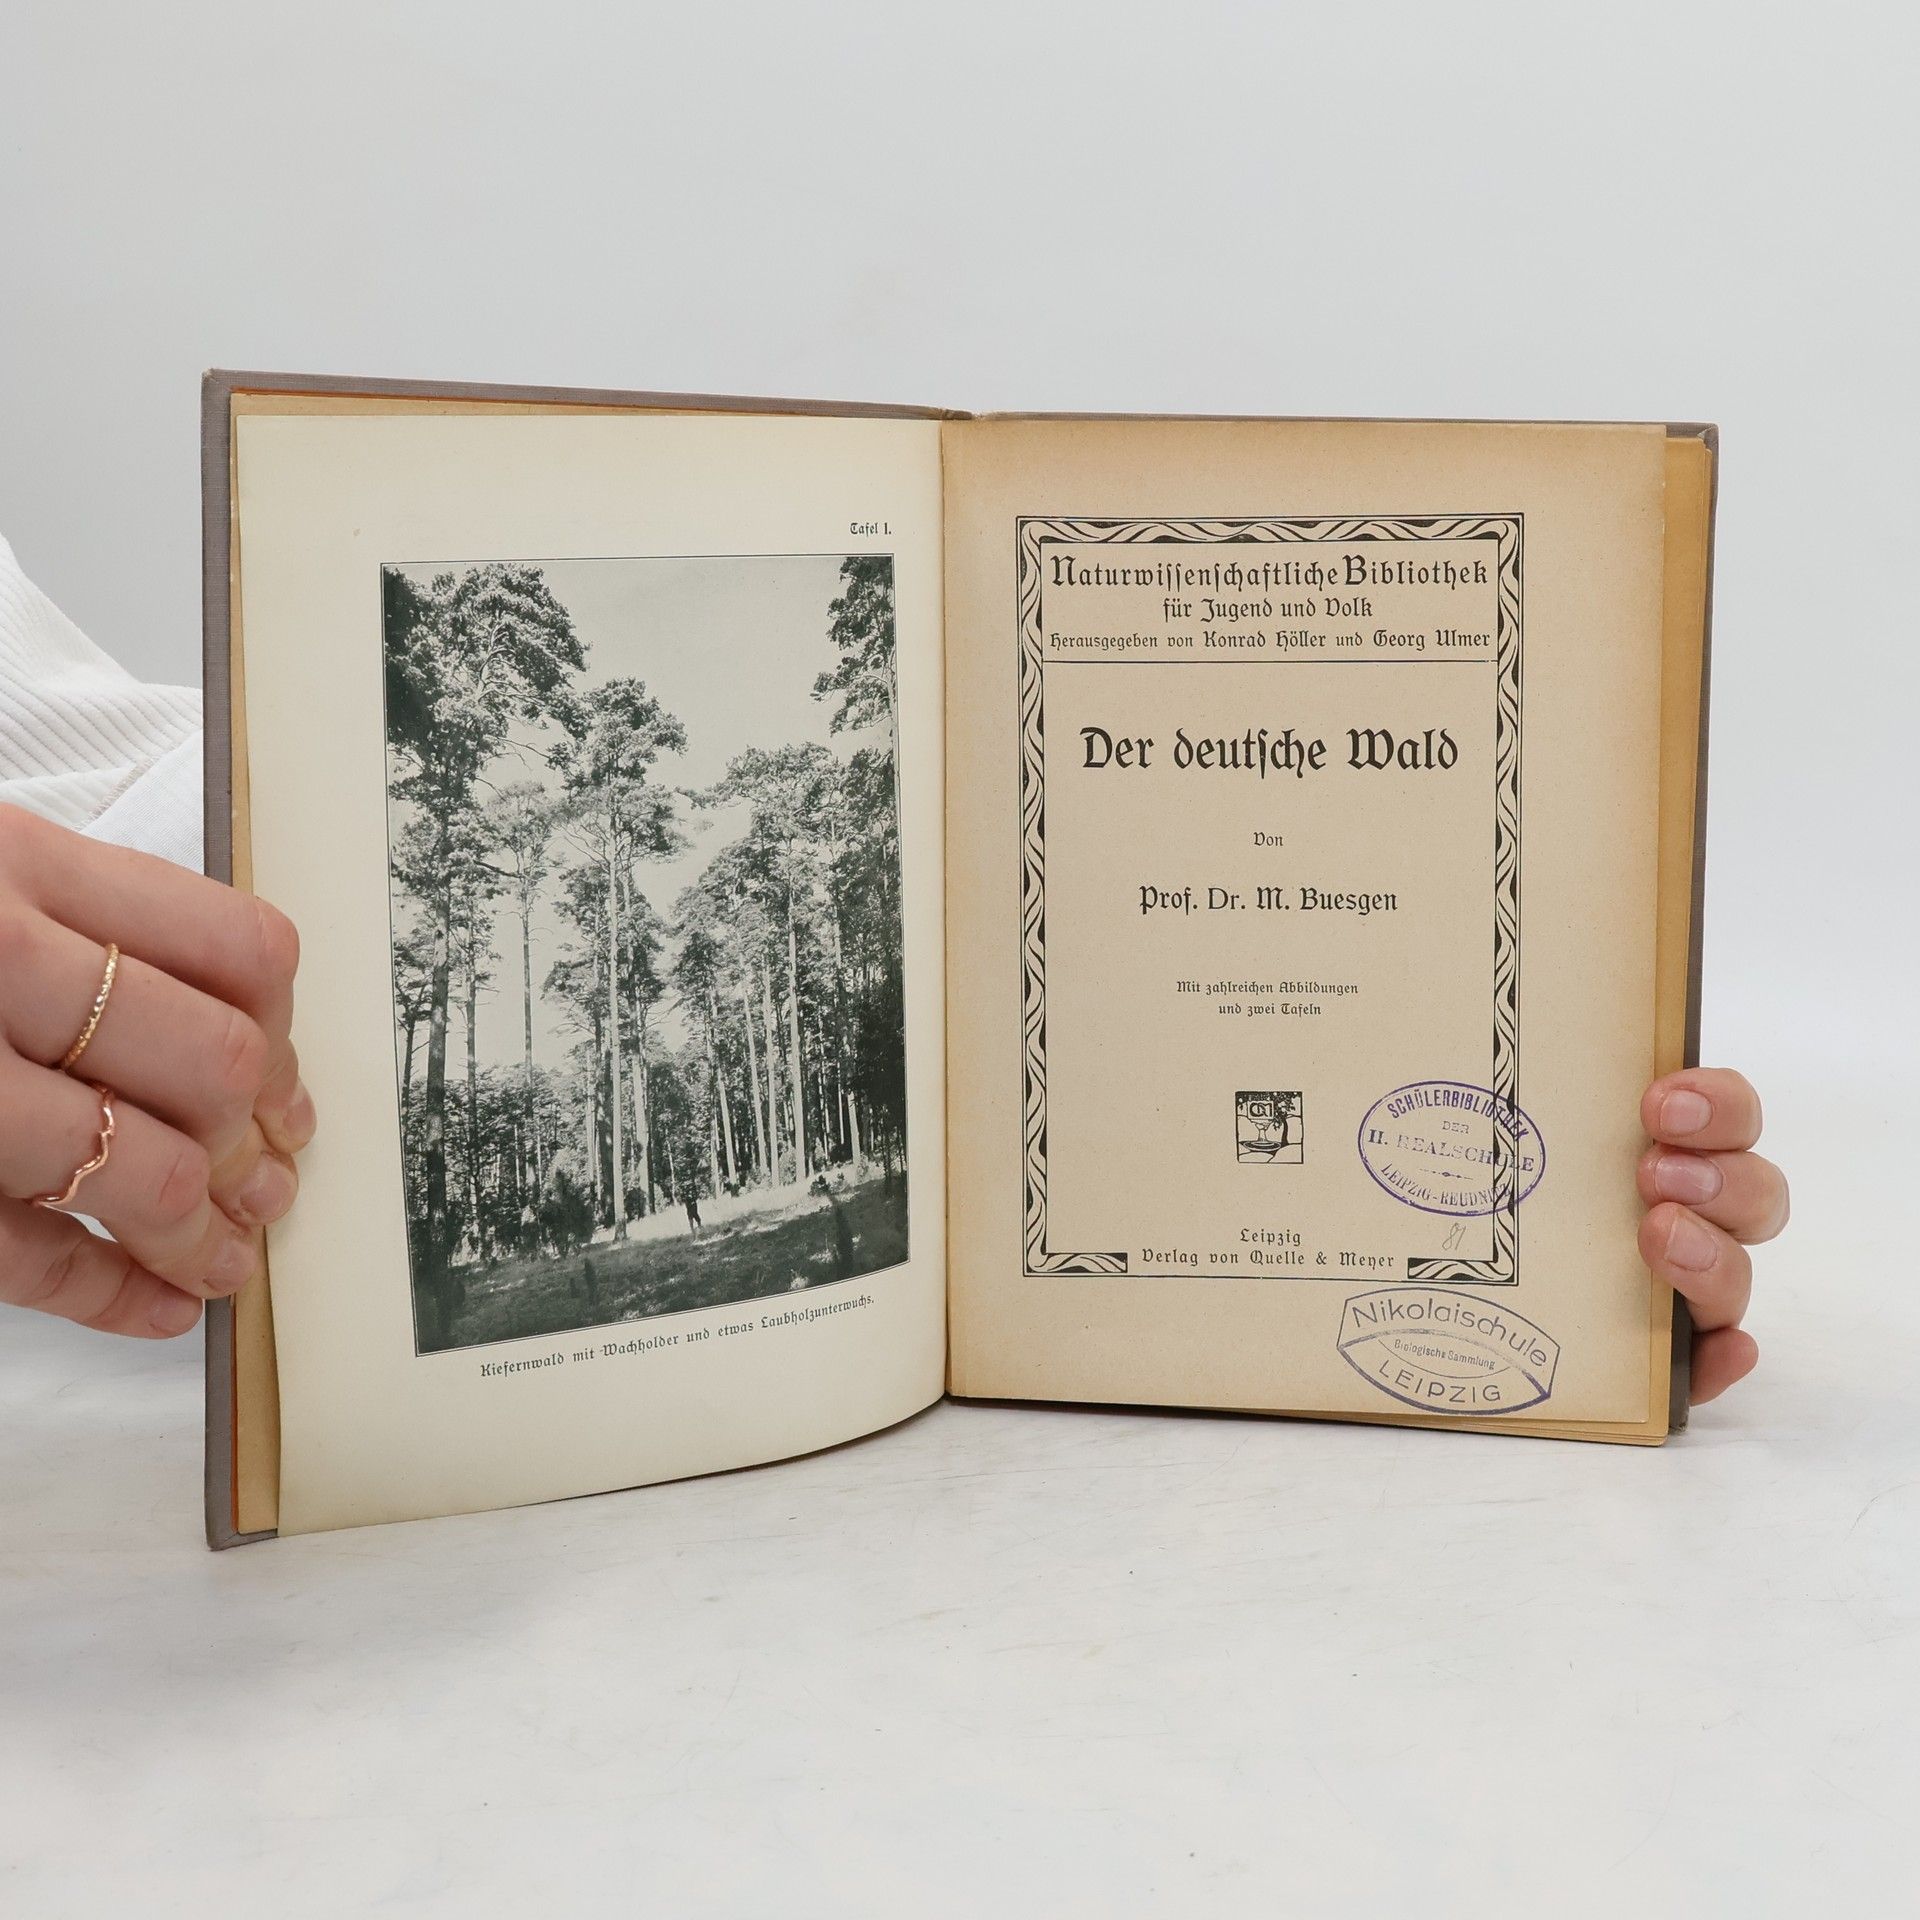 Tafel 1.
Kiefernwald mit Wachholder und etwas Laubholzunterwuchs.
Naturwissenschaftliche Bibliothek
für Jugend und Volk
Herausgegeben von Konrad Höller und Georg Ulmer
Der deutsche Wald
Von
Prof. Dr. M. Buesgen
Mit zahlreichen Abbildungen
und zwei Tafeln
SCHÜLERBIBLIOTHEK
DER
II. REALSCHULE
LEIPZIG-REUDNITZ
81
Leipzig
Verlag von Quelle & Meyer
Nikolaischule
Biologische Sammlung
LEIPZIG